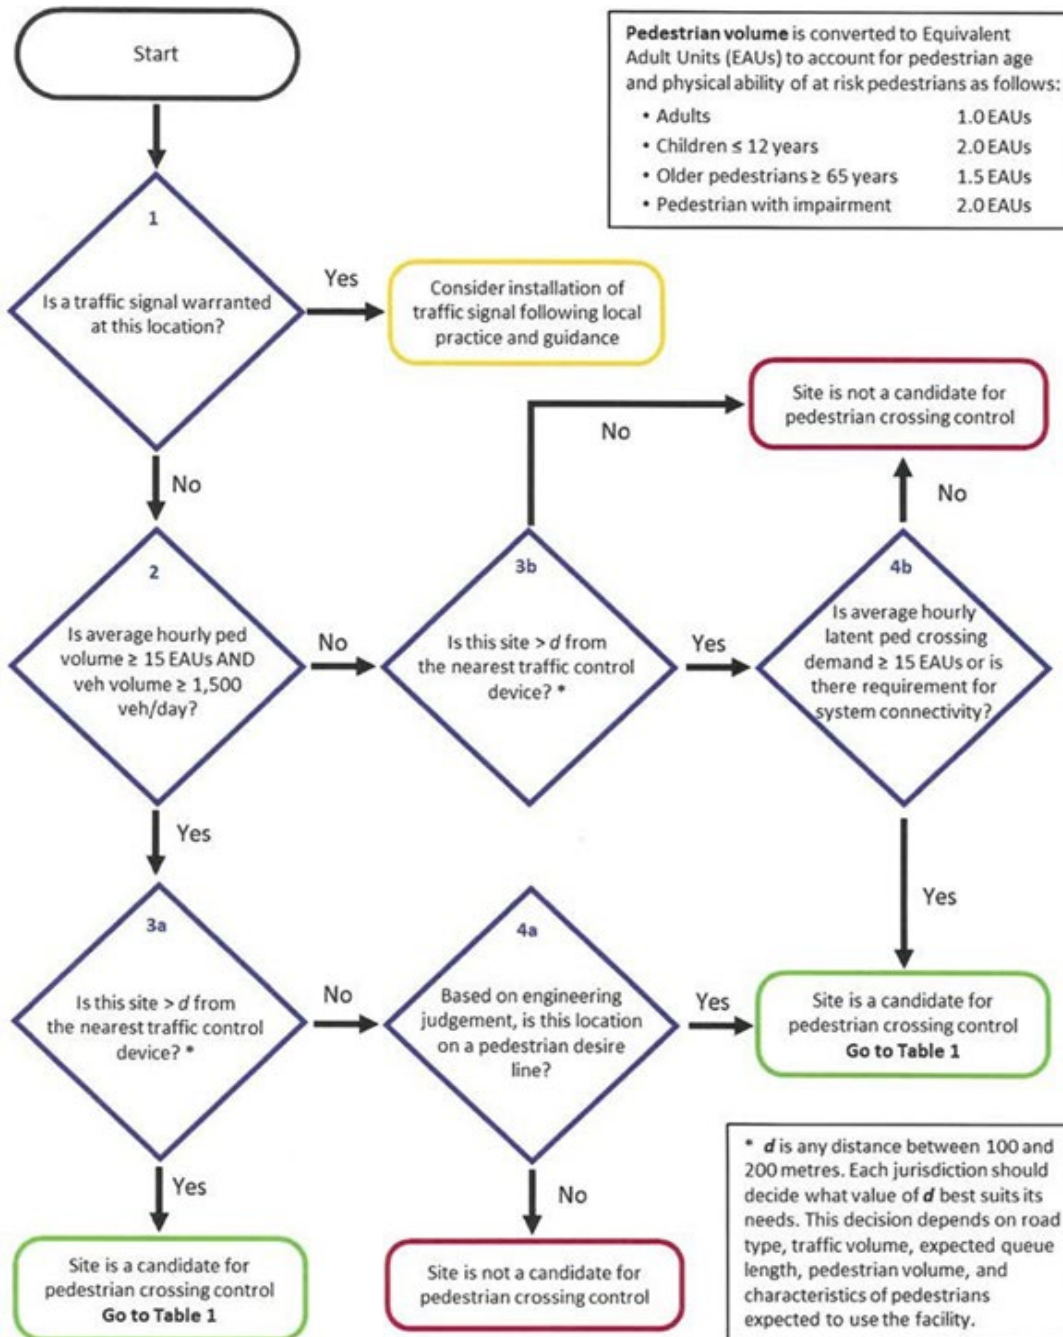 Start
Pedestrian volume is converted to Equivalent
Adult Units (EAUs) to account for pedestrian age
and physical ability of at risk pedestrians as follows:
• Adults 1.0 EAUs
• Children ≤ 12 years 2.0 EAUs
• Older pedestrians ≥ 65 years 1.5 EAUs
• Pedestrian with impairment 2.0 EAUs
1
Is a traffic signal warranted
at this location?
Yes
Consider installation of
traffic signal following local
practice and guidance
No
Site is not a candidate for
pedestrian crossing control
No
No
2
Is average hourly ped
volume ≥ 15 EAUs AND
veh volume ≥ 1,500
veh/day?
No
3b
Is this site > d from
the nearest traffic control
device? *
Yes
4b
Is average hourly
latent ped crossing
demand ≥ 15 EAUs or is
there requirement for
system connectivity?
Yes
Yes
3a
Is this site > d from
the nearest traffic control
device? *
No
4a
Based on engineering
judgement, is this location
on a pedestrian desire
line?
Yes
Site is a candidate for
pedestrian crossing control
Go to Table 1
Yes
No
Site is a candidate for
pedestrian crossing control
Go to Table 1
Site is not a candidate for
pedestrian crossing control
* d is any distance between 100 and
200 metres. Each jurisdiction should
decide what value of d best suits its
needs. This decision depends on road
type, traffic volume, expected queue
length, pedestrian volume, and
characteristics of pedestrians
expected to use the facility.